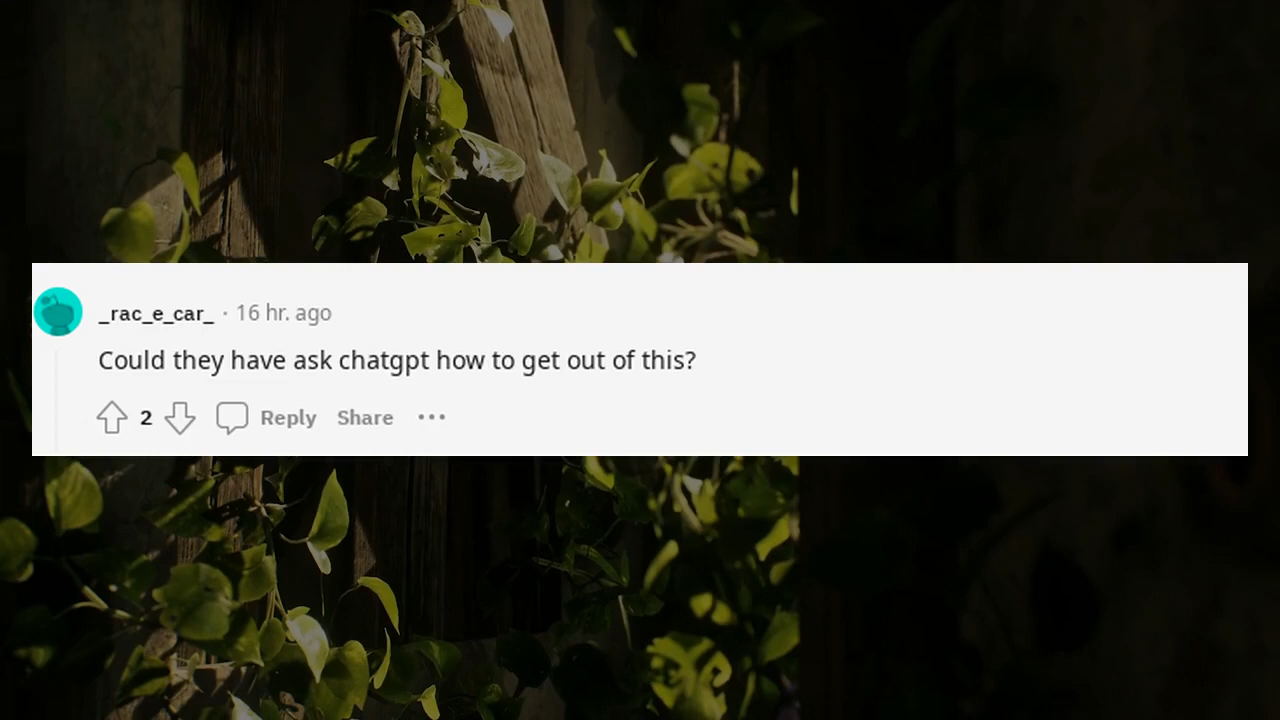 _rac_e_car_ · 16 hr. ago
Could they have ask chatgpt how to get out of this?
2 Reply Share ···